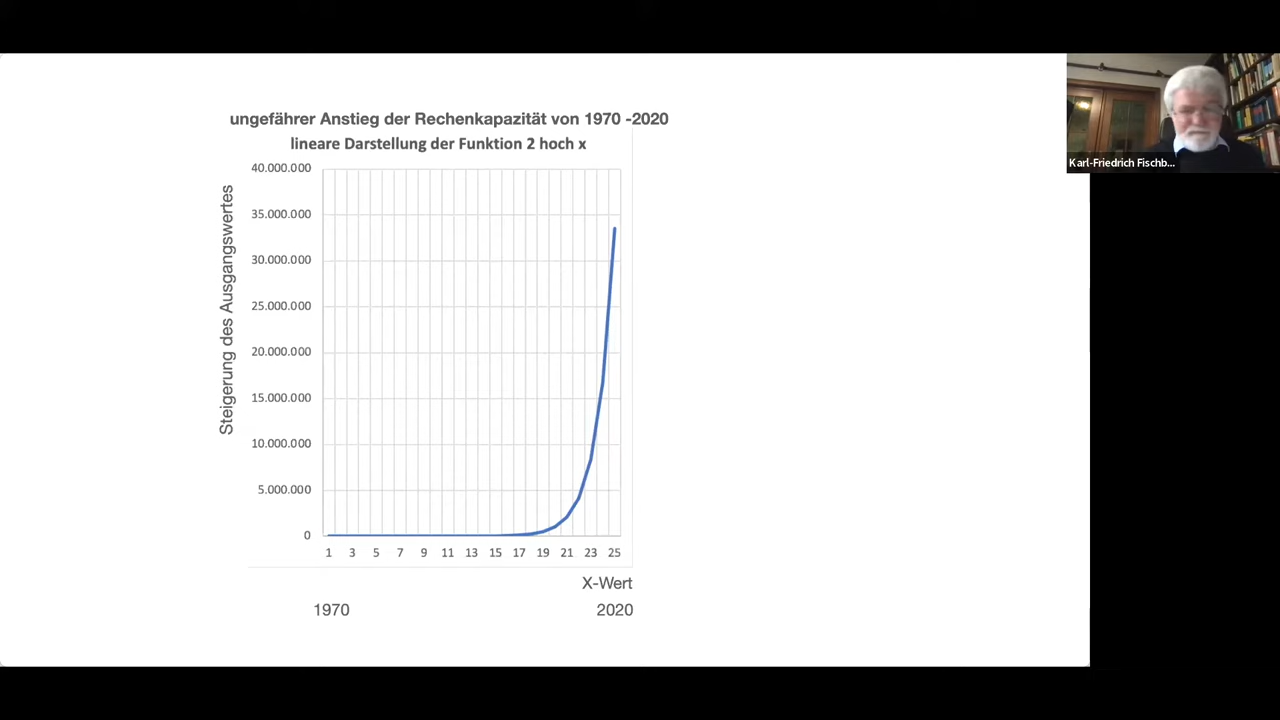 ungefährer Anstieg der Rechenkapazität von 1970 -2020
lineare Darstellung der Funktion 2 hoch x
Karl-Friedrich Fischb...
Steigerung des Ausgangswertes
40.000.000
35.000.000
30.000.000
25.000.000
20.000.000
15.000.000
10.000.000
5.000.000
0
1 3 5 7 9 11 13 15 17 19 21 23 25
X-Wert
1970 2020